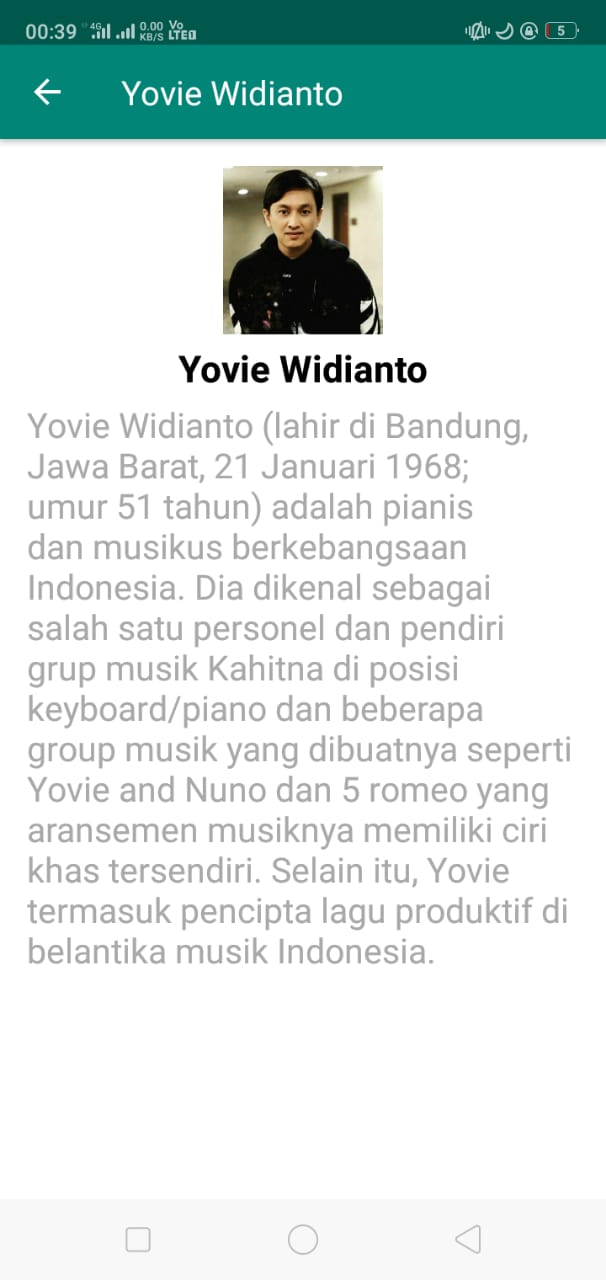 00:39 4G 0.00 KB/S Vo LTE 5
Yovie Widianto
Yovie Widianto
Yovie Widianto (lahir di Bandung,
Jawa Barat, 21 Januari 1968;
umur 51 tahun) adalah pianis
dan musikus berkebangsaan
Indonesia. Dia dikenal sebagai
salah satu personel dan pendiri
grup musik Kahitna di posisi
keyboard/piano dan beberapa
group musik yang dibuatnya seperti
Yovie and Nuno dan 5 romeo yang
aransemen musiknya memiliki ciri
khas tersendiri. Selain itu, Yovie
termasuk pencipta lagu produktif di
belantika musik Indonesia.